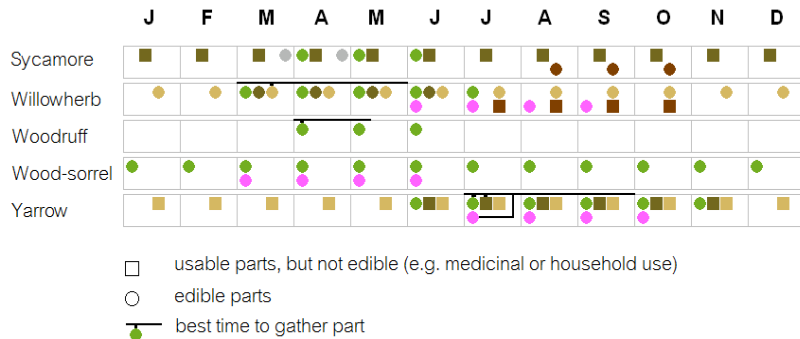 J F M A M J J A S O N D
Sycamore
Willowherb
Woodruff
Wood-sorrel
Yarrow
usable parts, but not edible (e.g. medicinal or household use)
edible parts
best time to gather part